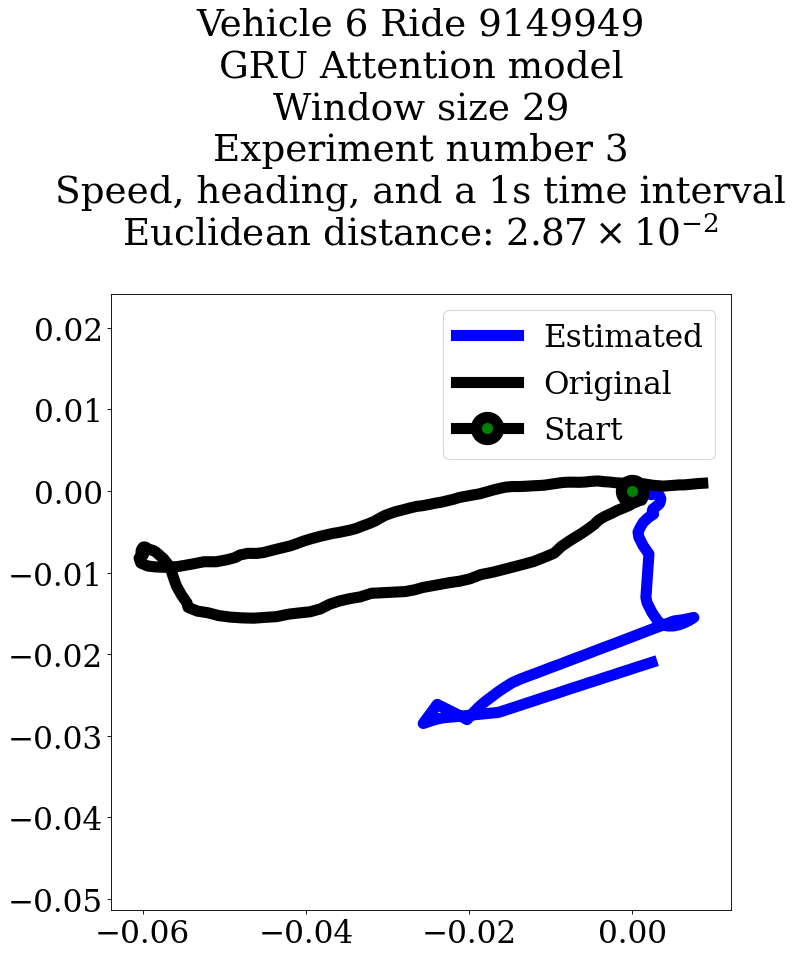 Vehicle 6 Ride 9149949
GRU Attention model
Window size 29
Experiment number 3
Speed, heading, and a 1s time interval
Euclidean distance: 2.87 × 10⁻²
Estimated
Original
Start
0.02
0.01
0.00
−0.01
−0.02
−0.03
−0.04
−0.05
−0.06 −0.04 −0.02 0.00